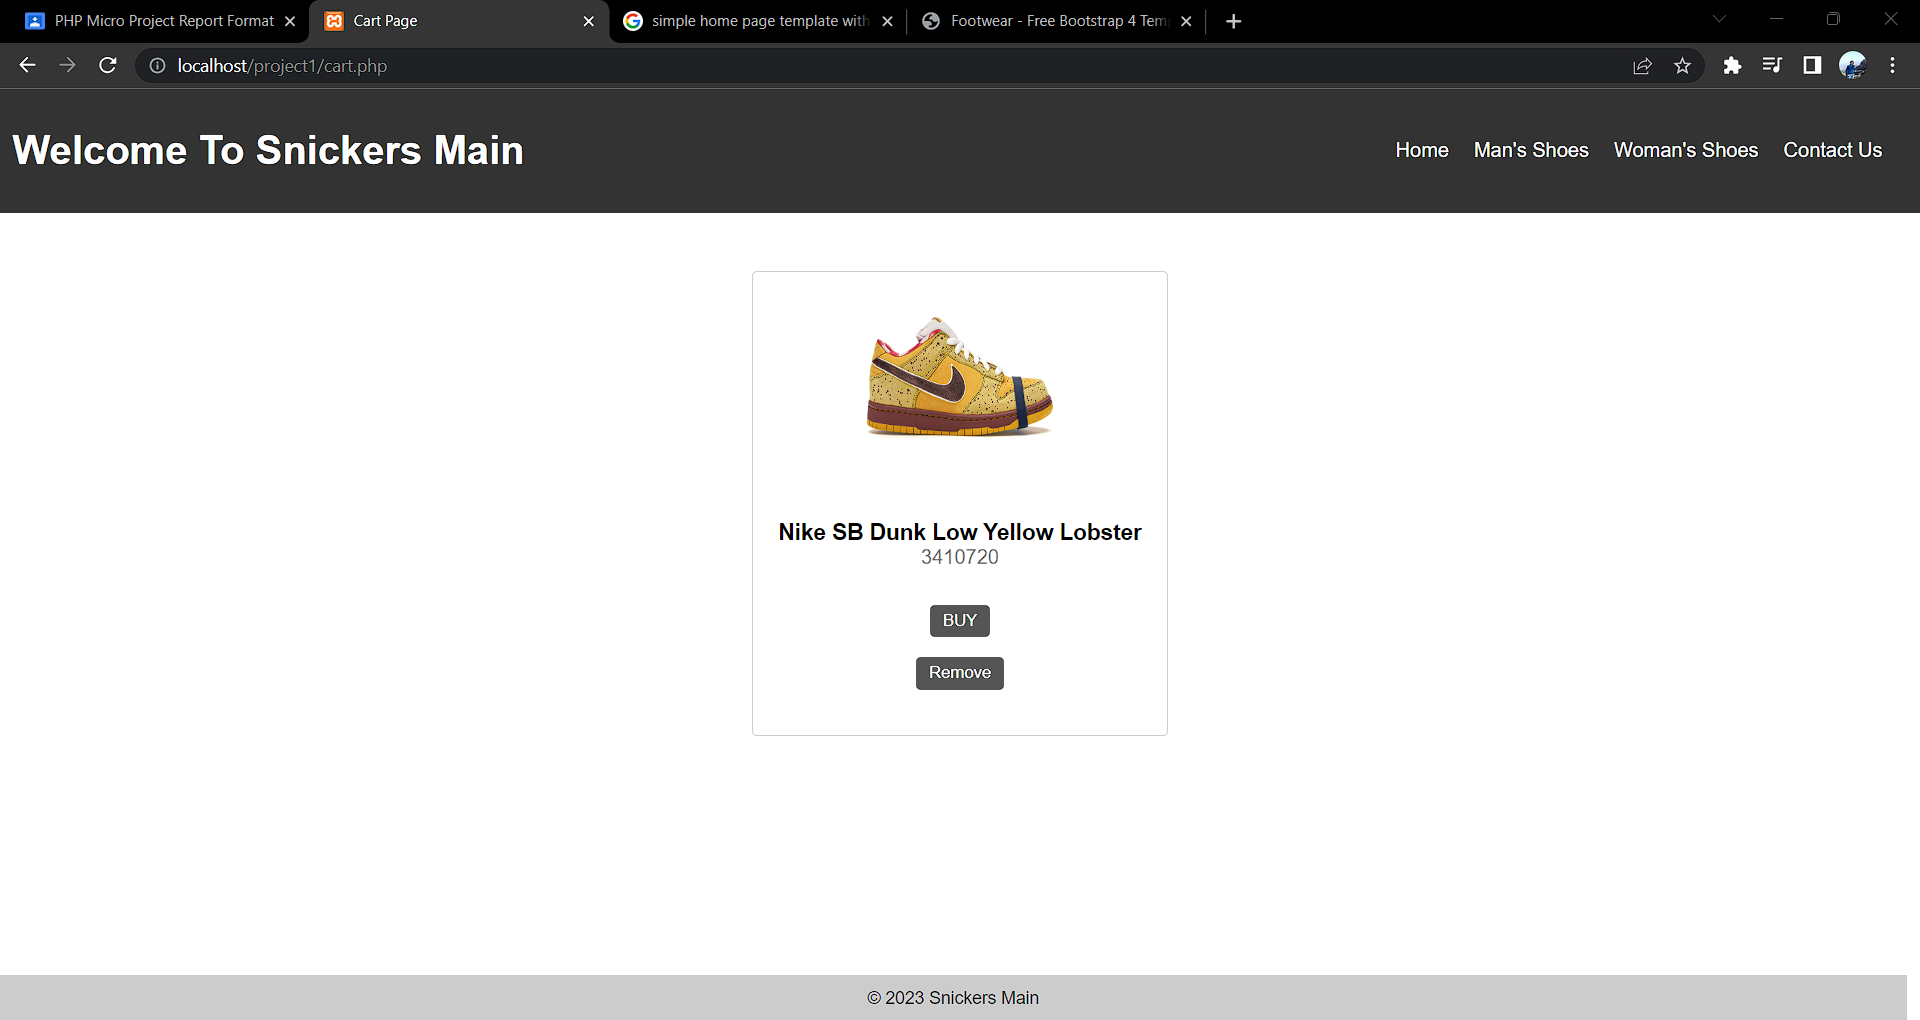 PHP Micro Project Report Format
Cart Page
simple home page template with
Footwear - Free Bootstrap 4 Tem
localhost/project1/cart.php
Welcome To Snickers Main
Home Man's Shoes Woman's Shoes Contact Us
Nike SB Dunk Low Yellow Lobster
3410720
BUY
Remove
© 2023 Snickers Main